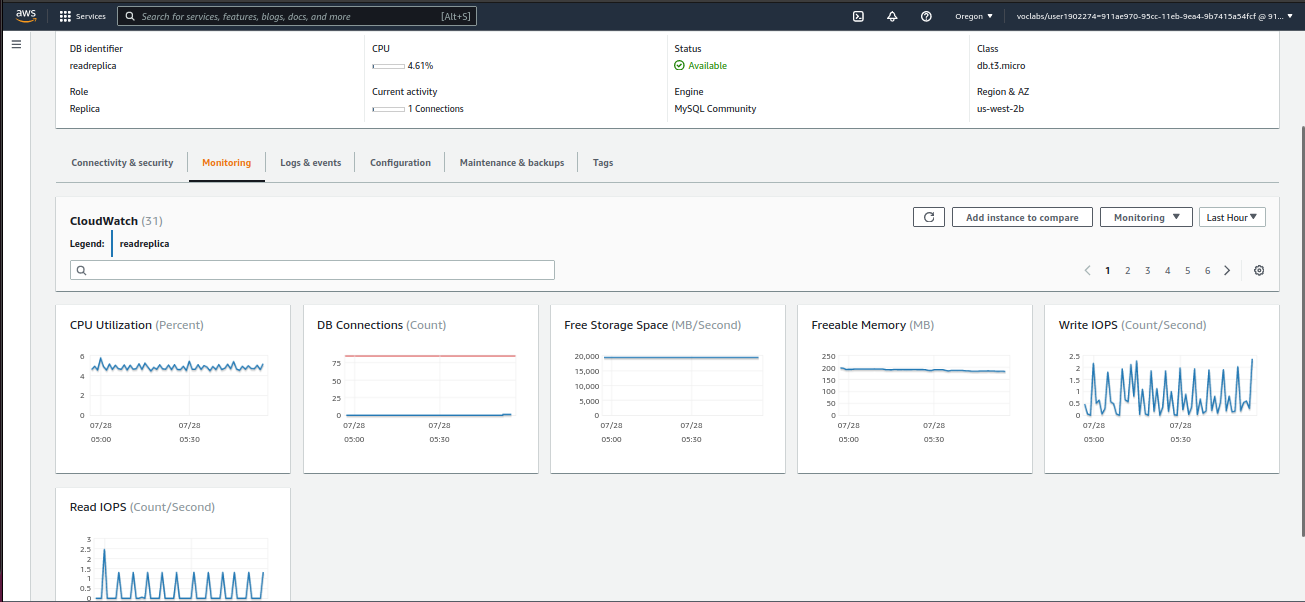 aws Services Search for services, features, blogs, docs, and more [Alt+S] Oregon ▼ voclabs/user1902274=911ae970-95cc-11eb-9ea4-9b7415a54fcf @ 91... ▼
DB identifier CPU Status Class
readreplica 4.61% Available db.t3.micro
Role Current activity Engine Region & AZ
Replica 1 Connections MySQL Community us-west-2b
Connectivity & security Monitoring Logs & events Configuration Maintenance & backups Tags
CloudWatch (31) Add instance to compare Monitoring ▼ Last Hour ▼
Legend: readreplica
1 2 3 4 5 6
CPU Utilization (Percent)
6
4
2
0
07/28 07/28
05:00 05:30
DB Connections (Count)
75
50
25
0
07/28 07/28
05:00 05:30
Free Storage Space (MB/Second)
20,000
15,000
10,000
5,000
0
07/28 07/28
05:00 05:30
Freeable Memory (MB)
250
200
150
100
50
0
07/28 07/28
05:00 05:30
Write IOPS (Count/Second)
2.5
2
1.5
1
0.5
0
07/28 07/28
05:00 05:30
Read IOPS (Count/Second)
3
2.5
2
1.5
1
0.5
0